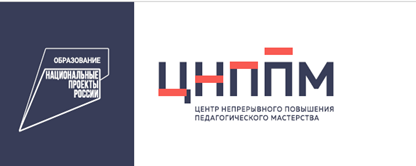 ОБРАЗОВАНИЕ
НАЦИОНАЛЬНЫЕ
ПРОЕКТЫ
РОССИИ
ЦНППМ
ЦЕНТР НЕПРЕРЫВНОГО ПОВЫШЕНИЯ
ПЕДАГОГИЧЕСКОГО МАСТЕРСТВА